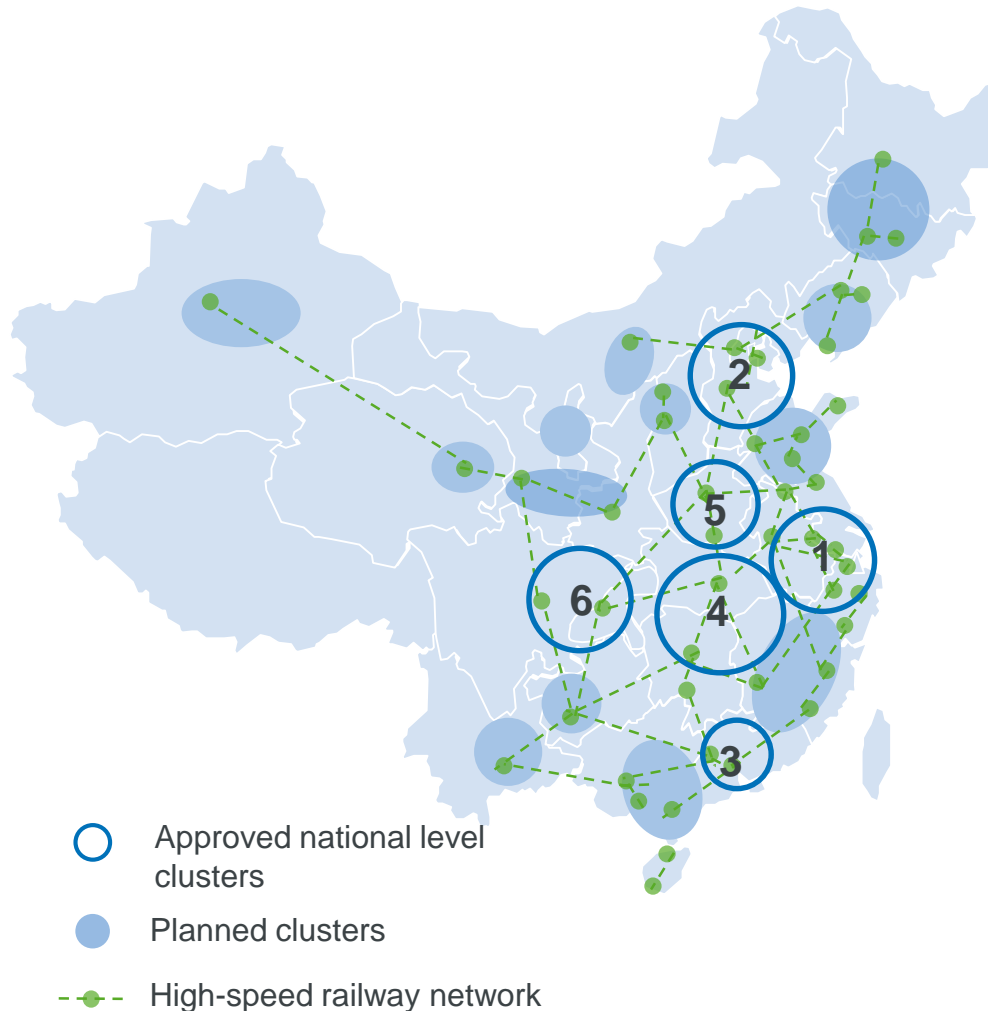 2
5
1
6
4
3
Approved national level
clusters
Planned clusters
High-speed railway network